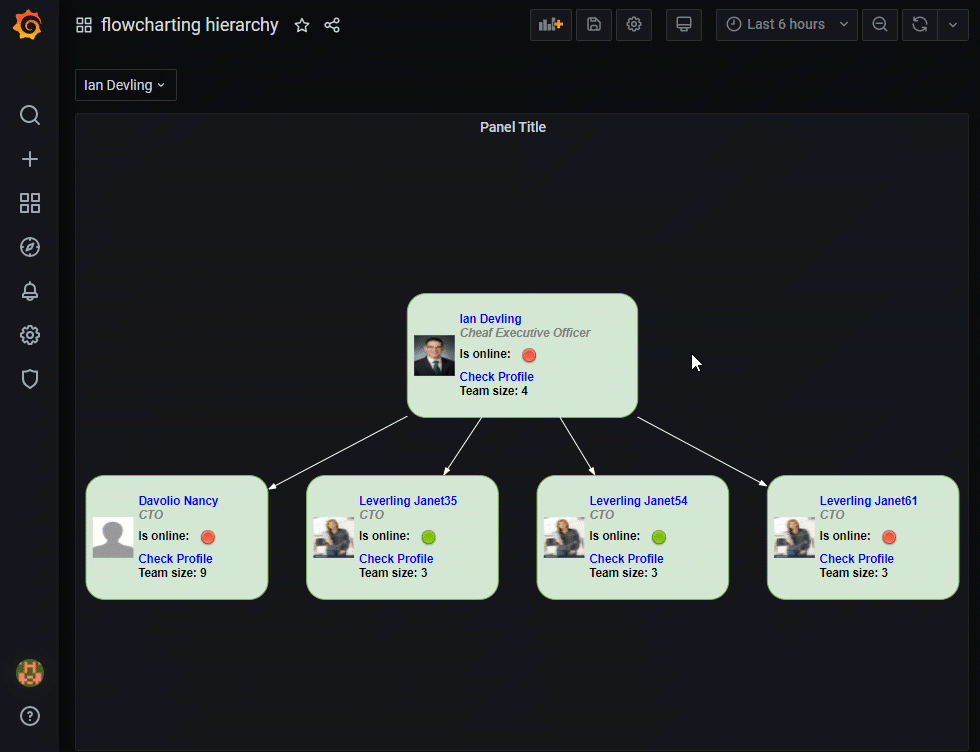 flowcharting hierarchy
Last 6 hours
Ian Devling
Panel Title
Ian Devling
Cheaf Executive Officer
Is online:
Check Profile
Team size: 4
Davolio Nancy
CTO
Is online:
Check Profile
Team size: 9
Leverling Janet35
CTO
Is online:
Check Profile
Team size: 3
Leverling Janet54
CTO
Is online:
Check Profile
Team size: 3
Leverling Janet61
CTO
Is online:
Check Profile
Team size: 3